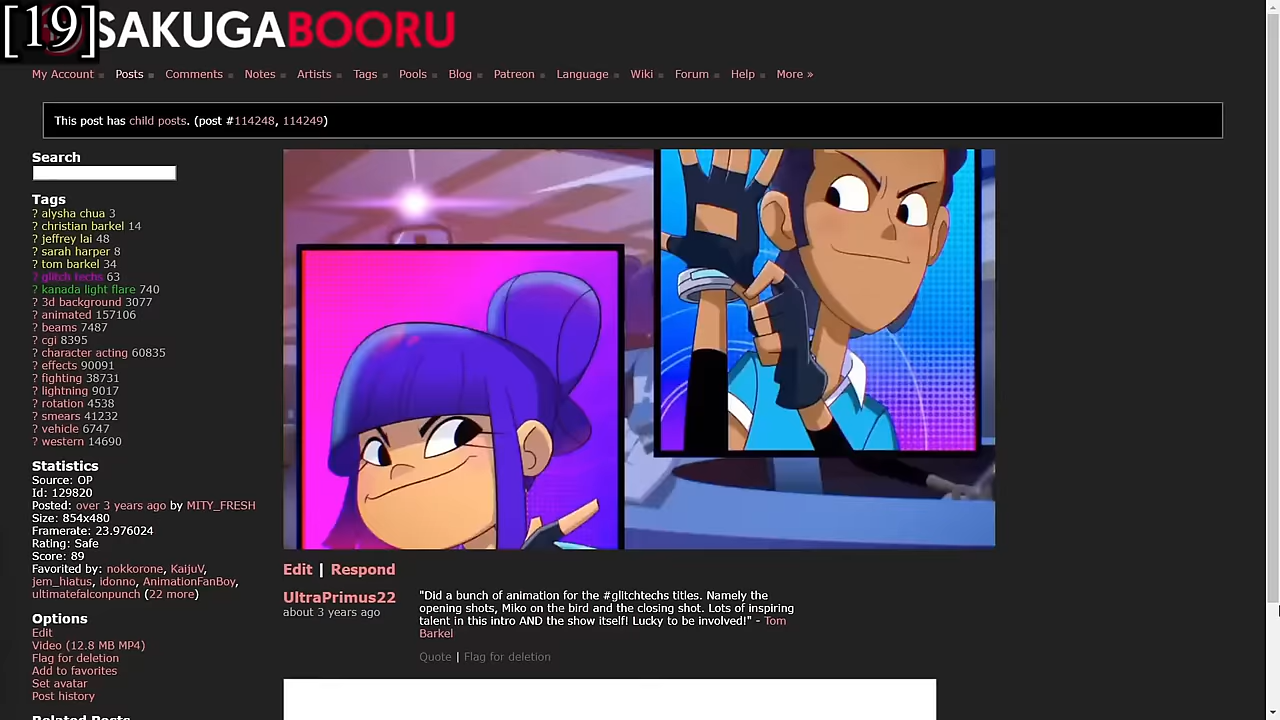 [19]
SAKUGABOORU
My Account Posts Comments Notes Artists Tags Pools Blog Patreon Language Wiki Forum Help More »
This post has child posts. (post #114248, 114249)
Search
Tags
? alysha chua 3
? christian barkel 14
? jeffrey lai 48
? sarah harper 8
? tom barkel 34
? glitch techs 63
? kanada light flare 740
? 3d background 3077
? animated 157106
? beams 7487
? cgi 8395
? character acting 60835
? effects 90091
? fighting 38731
? lightning 9017
? rotation 4538
? smears 41232
? vehicle 6747
? western 14690
Statistics
Source: OP
Id: 129820
Posted: over 3 years ago by MITY_FRESH
Size: 854x480
Framerate: 23.976024
Rating: Safe
Score: 89
Favorited by: nokkorone, KaijuV,
jem_hiatus, idonno, AnimationFanBoy,
ultimatefalconpunch (22 more)
Options
Edit
Video (12.8 MB MP4)
Flag for deletion
Add to favorites
Set avatar
Post history
Related Posts
Edit | Respond
UltraPrimus22
about 3 years ago
"Did a bunch of animation for the #glitchtechs titles. Namely the
opening shots, Miko on the bird and the closing shot. Lots of inspiring
talent in this intro AND the show itself! Lucky to be involved!" - Tom
Barkel
Quote | Flag for deletion